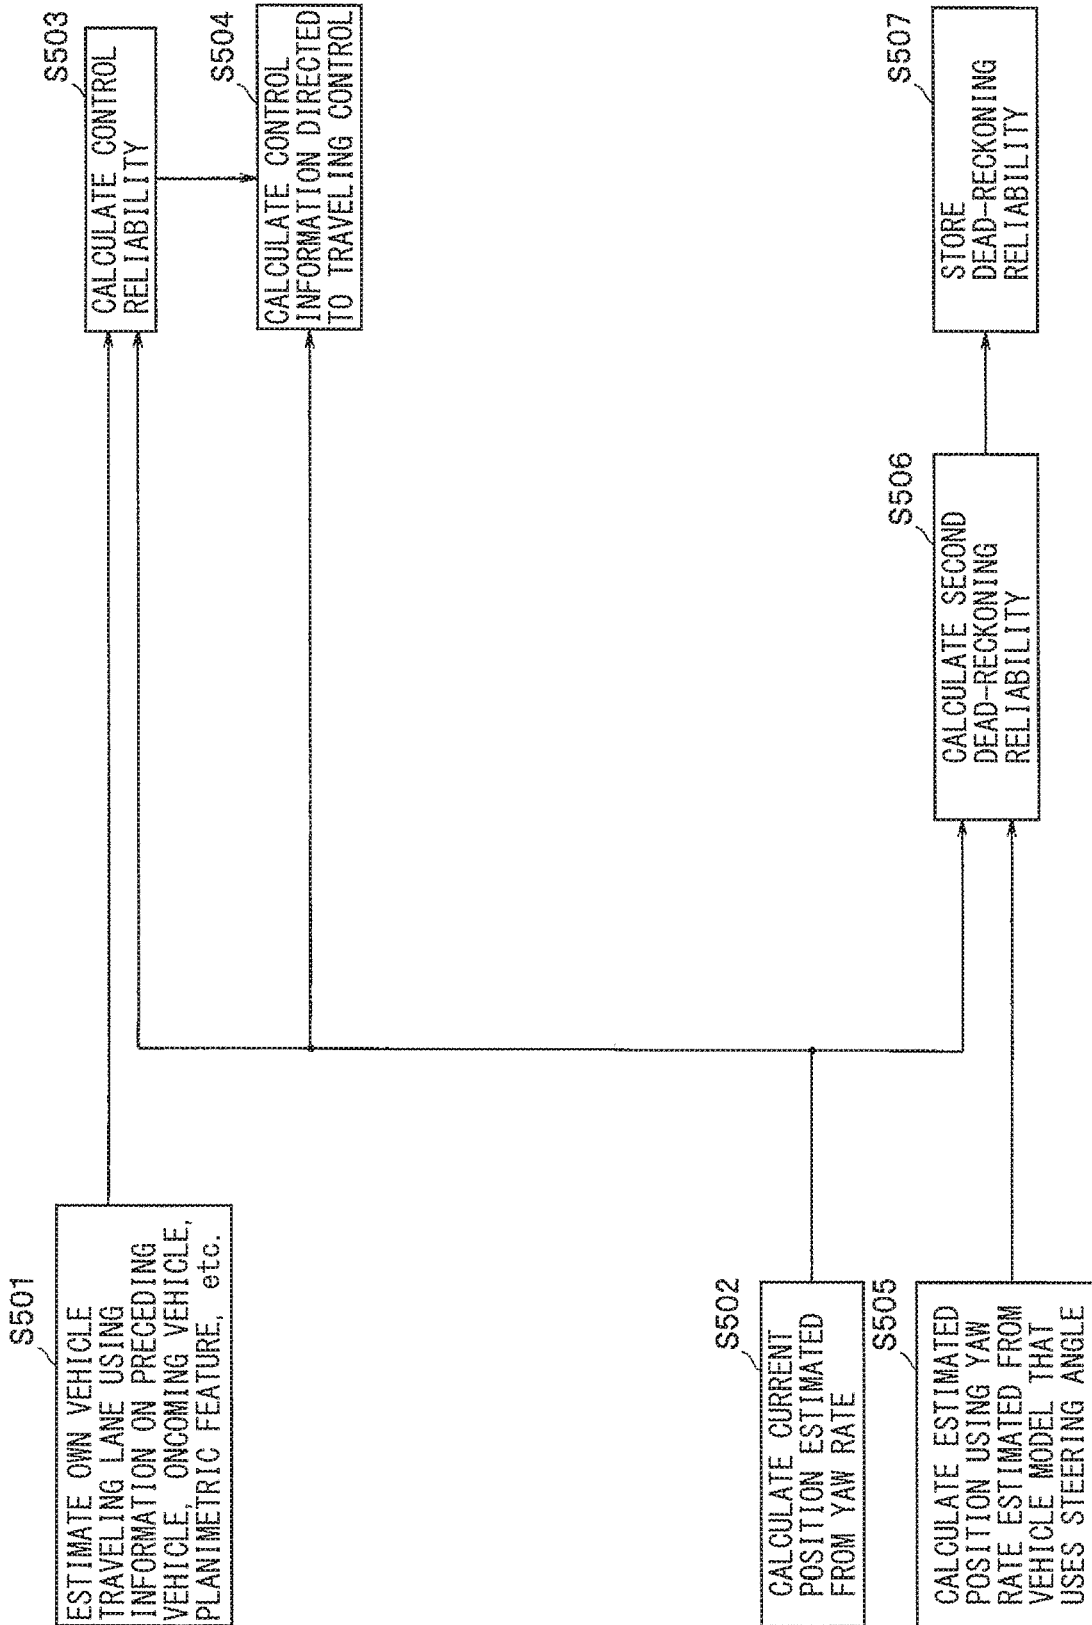 S501
ESTIMATE OWN VEHICLE
TRAVELING LANE USING
INFORMATION ON PRECEDING
VEHICLE, ONCOMING VEHICLE,
PLANIMETRIC FEATURE, etc.
S502
CALCULATE CURRENT
POSITION ESTIMATED
FROM YAW RATE
S503
CALCULATE CONTROL
RELIABILITY
S504
CALCULATE CONTROL
INFORMATION DIRECTED
TO TRAVELING CONTROL
S505
CALCULATE ESTIMATED
POSITION USING YAW
RATE ESTIMATED FROM
VEHICLE MODEL THAT
USES STEERING ANGLE
S506
CALCULATE SECOND
DEAD-RECKONING
RELIABILITY
S507
STORE
DEAD-RECKONING
RELIABILITY